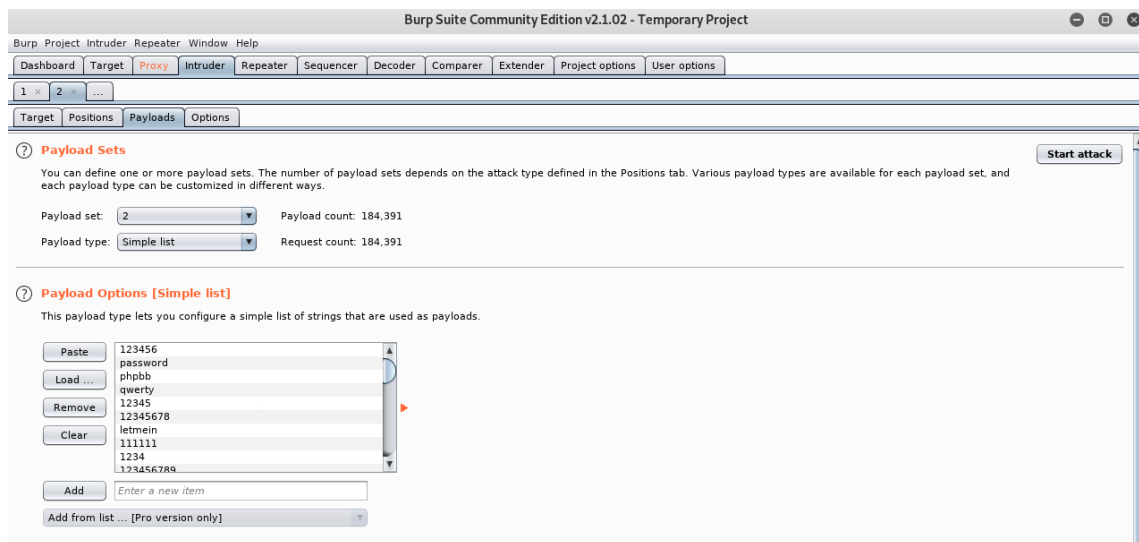 Burp Suite Community Edition v2.1.02 - Temporary Project
Burp Project Intruder Repeater Window Help
Dashboard Target Proxy Intruder Repeater Sequencer Decoder Comparer Extender Project options User options
1 × 2 × ...
Target Positions Payloads Options
? Payload Sets
Start attack
You can define one or more payload sets. The number of payload sets depends on the attack type defined in the Positions tab. Various payload types are available for each payload set, and
each payload type can be customized in different ways.
Payload set: 2 Payload count: 184,391
Payload type: Simple list Request count: 184,391
? Payload Options [Simple list]
This payload type lets you configure a simple list of strings that are used as payloads.
Paste
Load ...
Remove
Clear
123456
password
phpbb
qwerty
12345
12345678
letmein
111111
1234
123456789
Add Enter a new item
Add from list ... [Pro version only]